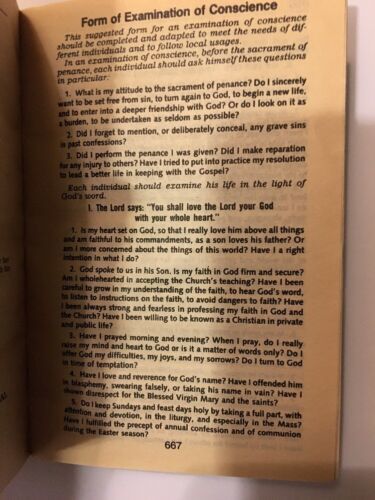 Form of Examination of Conscience
This suggested form for an examination of conscience
should be completed and adapted to meet the needs of dif-
ferent individuals and to follow local usages.
In an examination of conscience, before the sacrament of
penance, each individual should ask himself these questions
in particular:
1. What is my attitude to the sacrament of penance? Do I sincerely
want to be set free from sin, to turn again to God, to begin a new life,
and to enter into a deeper friendship with God? Or do I look on it as
a burden, to be undertaken as seldom as possible?
2. Did I forget to mention, or deliberately conceal, any grave sins
in past confessions?
3. Did I perform the penance I was given? Did I make reparation
for any injury to others? Have I tried to put into practice my resolution
to lead a better life in keeping with the Gospel?
Each individual should examine his life in the light of
God's word.
I. The Lord says: "You shall love the Lord your God
with your whole heart."
1. Is my heart set on God, so that I really love him above all things
and am faithful to his commandments, as a son loves his father? Or
am I more concerned about the things of this world? Have I a right
intention in what I do?
2. God spoke to us in his Son. Is my faith in God firm and secure?
Am I wholehearted in accepting the Church's teaching? Have I been
careful to grow in my understanding of the faith, to hear God's word,
to listen to instructions on the faith, to avoid dangers to faith? Have
I been always strong and fearless in professing my faith in God and
the Church? Have I been willing to be known as a Christian in private
and public life?
3. Have I prayed morning and evening? When I pray, do I really
raise my mind and heart to God or is it a matter of words only? Do I
offer God my difficulties, my joys, and my sorrows? Do I turn to God
in time of temptation?
4. Have I love and reverence for God's name? Have I offended him
in blasphemy, swearing falsely, or taking his name in vain? Have I
shown disrespect for the Blessed Virgin Mary and the saints?
5. Do I keep Sundays and feast days holy by taking a full part, with
attention and devotion, in the liturgy, and especially in the Mass?
Have I fulfilled the precept of annual confession and of communion
during the Easter season?
667